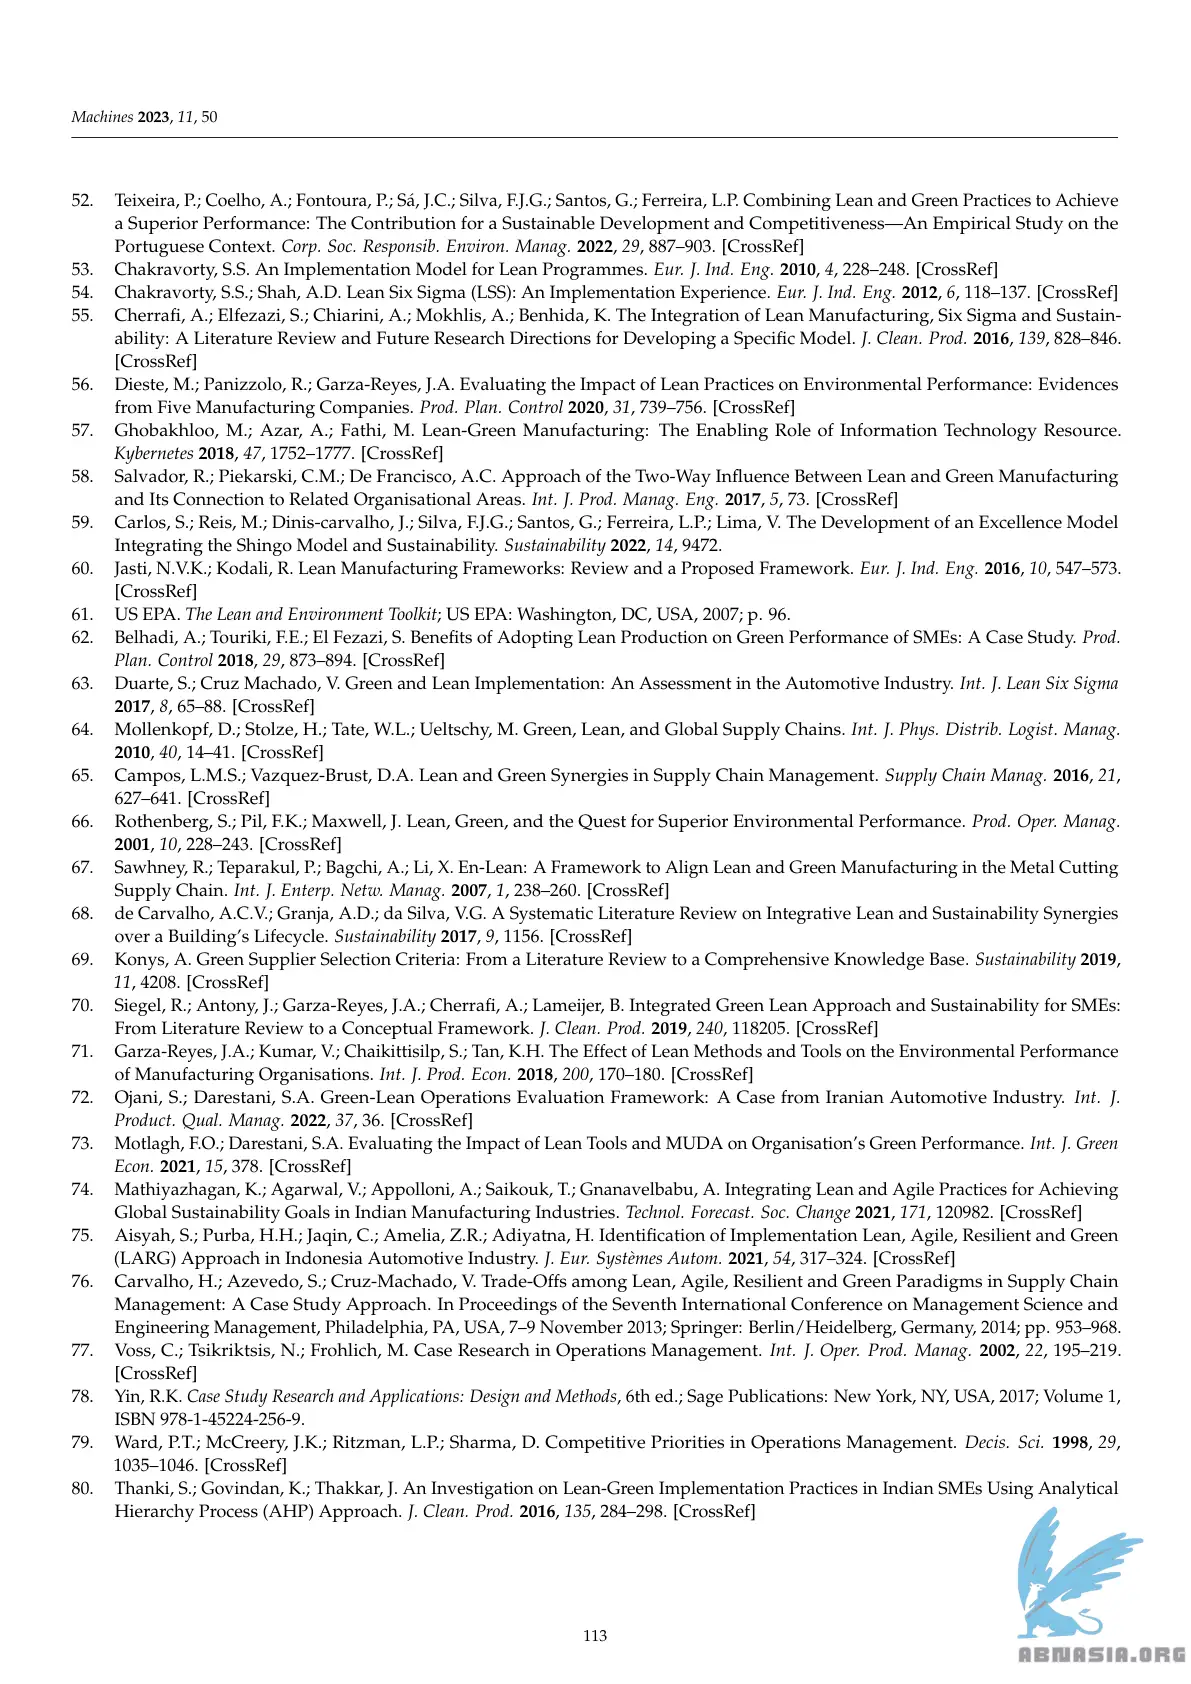 Machines 2023, 11, 50
52. Teixeira, P.; Coelho, A.; Fontoura, P.; Sá, J.C.; Silva, F.J.G.; Santos, G.; Ferreira, L.P. Combining Lean and Green Practices to Achieve
a Superior Performance: The Contribution for a Sustainable Development and Competitiveness—An Empirical Study on the
Portuguese Context. Corp. Soc. Responsib. Environ. Manag. 2022, 29, 887–903. [CrossRef]
53. Chakravorty, S.S. An Implementation Model for Lean Programmes. Eur. J. Ind. Eng. 2010, 4, 228–248. [CrossRef]
54. Chakravorty, S.S.; Shah, A.D. Lean Six Sigma (LSS): An Implementation Experience. Eur. J. Ind. Eng. 2012, 6, 118–137. [CrossRef]
55. Cherrafi, A.; Elfezazi, S.; Chiarini, A.; Mokhlis, A.; Benhida, K. The Integration of Lean Manufacturing, Six Sigma and Sustain-
ability: A Literature Review and Future Research Directions for Developing a Specific Model. J. Clean. Prod. 2016, 139, 828–846.
[CrossRef]
56. Dieste, M.; Panizzolo, R.; Garza-Reyes, J.A. Evaluating the Impact of Lean Practices on Environmental Performance: Evidences
from Five Manufacturing Companies. Prod. Plan. Control 2020, 31, 739–756. [CrossRef]
57. Ghobakhloo, M.; Azar, A.; Fathi, M. Lean-Green Manufacturing: The Enabling Role of Information Technology Resource.
Kybernetes 2018, 47, 1752–1777. [CrossRef]
58. Salvador, R.; Piekarski, C.M.; De Francisco, A.C. Approach of the Two-Way Influence Between Lean and Green Manufacturing
and Its Connection to Related Organisational Areas. Int. J. Prod. Manag. Eng. 2017, 5, 73. [CrossRef]
59. Carlos, S.; Reis, M.; Dinis-carvalho, J.; Silva, F.J.G.; Santos, G.; Ferreira, L.P.; Lima, V. The Development of an Excellence Model
Integrating the Shingo Model and Sustainability. Sustainability 2022, 14, 9472.
60. Jasti, N.V.K.; Kodali, R. Lean Manufacturing Frameworks: Review and a Proposed Framework. Eur. J. Ind. Eng. 2016, 10, 547–573.
[CrossRef]
61. US EPA. The Lean and Environment Toolkit; US EPA: Washington, DC, USA, 2007; p. 96.
62. Belhadi, A.; Touriki, F.E.; El Fezazi, S. Benefits of Adopting Lean Production on Green Performance of SMEs: A Case Study. Prod.
Plan. Control 2018, 29, 873–894. [CrossRef]
63. Duarte, S.; Cruz Machado, V. Green and Lean Implementation: An Assessment in the Automotive Industry. Int. J. Lean Six Sigma
2017, 8, 65–88. [CrossRef]
64. Mollenkopf, D.; Stolze, H.; Tate, W.L.; Ueltschy, M. Green, Lean, and Global Supply Chains. Int. J. Phys. Distrib. Logist. Manag.
2010, 40, 14–41. [CrossRef]
65. Campos, L.M.S.; Vazquez-Brust, D.A. Lean and Green Synergies in Supply Chain Management. Supply Chain Manag. 2016, 21,
627–641. [CrossRef]
66. Rothenberg, S.; Pil, F.K.; Maxwell, J. Lean, Green, and the Quest for Superior Environmental Performance. Prod. Oper. Manag.
2001, 10, 228–243. [CrossRef]
67. Sawhney, R.; Teparakul, P.; Bagchi, A.; Li, X. En-Lean: A Framework to Align Lean and Green Manufacturing in the Metal Cutting
Supply Chain. Int. J. Enterp. Netw. Manag. 2007, 1, 238–260. [CrossRef]
68. de Carvalho, A.C.V.; Granja, A.D.; da Silva, V.G. A Systematic Literature Review on Integrative Lean and Sustainability Synergies
over a Building’s Lifecycle. Sustainability 2017, 9, 1156. [CrossRef]
69. Konys, A. Green Supplier Selection Criteria: From a Literature Review to a Comprehensive Knowledge Base. Sustainability 2019,
11, 4208. [CrossRef]
70. Siegel, R.; Antony, J.; Garza-Reyes, J.A.; Cherrafi, A.; Lameijer, B. Integrated Green Lean Approach and Sustainability for SMEs:
From Literature Review to a Conceptual Framework. J. Clean. Prod. 2019, 240, 118205. [CrossRef]
71. Garza-Reyes, J.A.; Kumar, V.; Chaikittisilp, S.; Tan, K.H. The Effect of Lean Methods and Tools on the Environmental Performance
of Manufacturing Organisations. Int. J. Prod. Econ. 2018, 200, 170–180. [CrossRef]
72. Ojani, S.; Darestani, S.A. Green-Lean Operations Evaluation Framework: A Case from Iranian Automotive Industry. Int. J.
Product. Qual. Manag. 2022, 37, 36. [CrossRef]
73. Motlagh, F.O.; Darestani, S.A. Evaluating the Impact of Lean Tools and MUDA on Organisation’s Green Performance. Int. J. Green
Econ. 2021, 15, 378. [CrossRef]
74. Mathiyazhagan, K.; Agarwal, V.; Appolloni, A.; Saikouk, T.; Gnanavelbabu, A. Integrating Lean and Agile Practices for Achieving
Global Sustainability Goals in Indian Manufacturing Industries. Technol. Forecast. Soc. Change 2021, 171, 120982. [CrossRef]
75. Aisyah, S.; Purba, H.H.; Jaqin, C.; Amelia, Z.R.; Adiyatna, H. Identification of Implementation Lean, Agile, Resilient and Green
(LARG) Approach in Indonesia Automotive Industry. J. Eur. Systèmes Autom. 2021, 54, 317–324. [CrossRef]
76. Carvalho, H.; Azevedo, S.; Cruz-Machado, V. Trade-Offs among Lean, Agile, Resilient and Green Paradigms in Supply Chain
Management: A Case Study Approach. In Proceedings of the Seventh International Conference on Management Science and
Engineering Management, Philadelphia, PA, USA, 7–9 November 2013; Springer: Berlin/Heidelberg, Germany, 2014; pp. 953–968.
77. Voss, C.; Tsikriktsis, N.; Frohlich, M. Case Research in Operations Management. Int. J. Oper. Prod. Manag. 2002, 22, 195–219.
[CrossRef]
78. Yin, R.K. Case Study Research and Applications: Design and Methods, 6th ed.; Sage Publications: New York, NY, USA, 2017; Volume 1,
ISBN 978-1-45224-256-9.
79. Ward, P.T.; McCreery, J.K.; Ritzman, L.P.; Sharma, D. Competitive Priorities in Operations Management. Decis. Sci. 1998, 29,
1035–1046. [CrossRef]
80. Thanki, S.; Govindan, K.; Thakkar, J. An Investigation on Lean-Green Implementation Practices in Indian SMEs Using Analytical
Hierarchy Process (AHP) Approach. J. Clean. Prod. 2016, 135, 284–298. [CrossRef]
113
ABNASIA.ORG